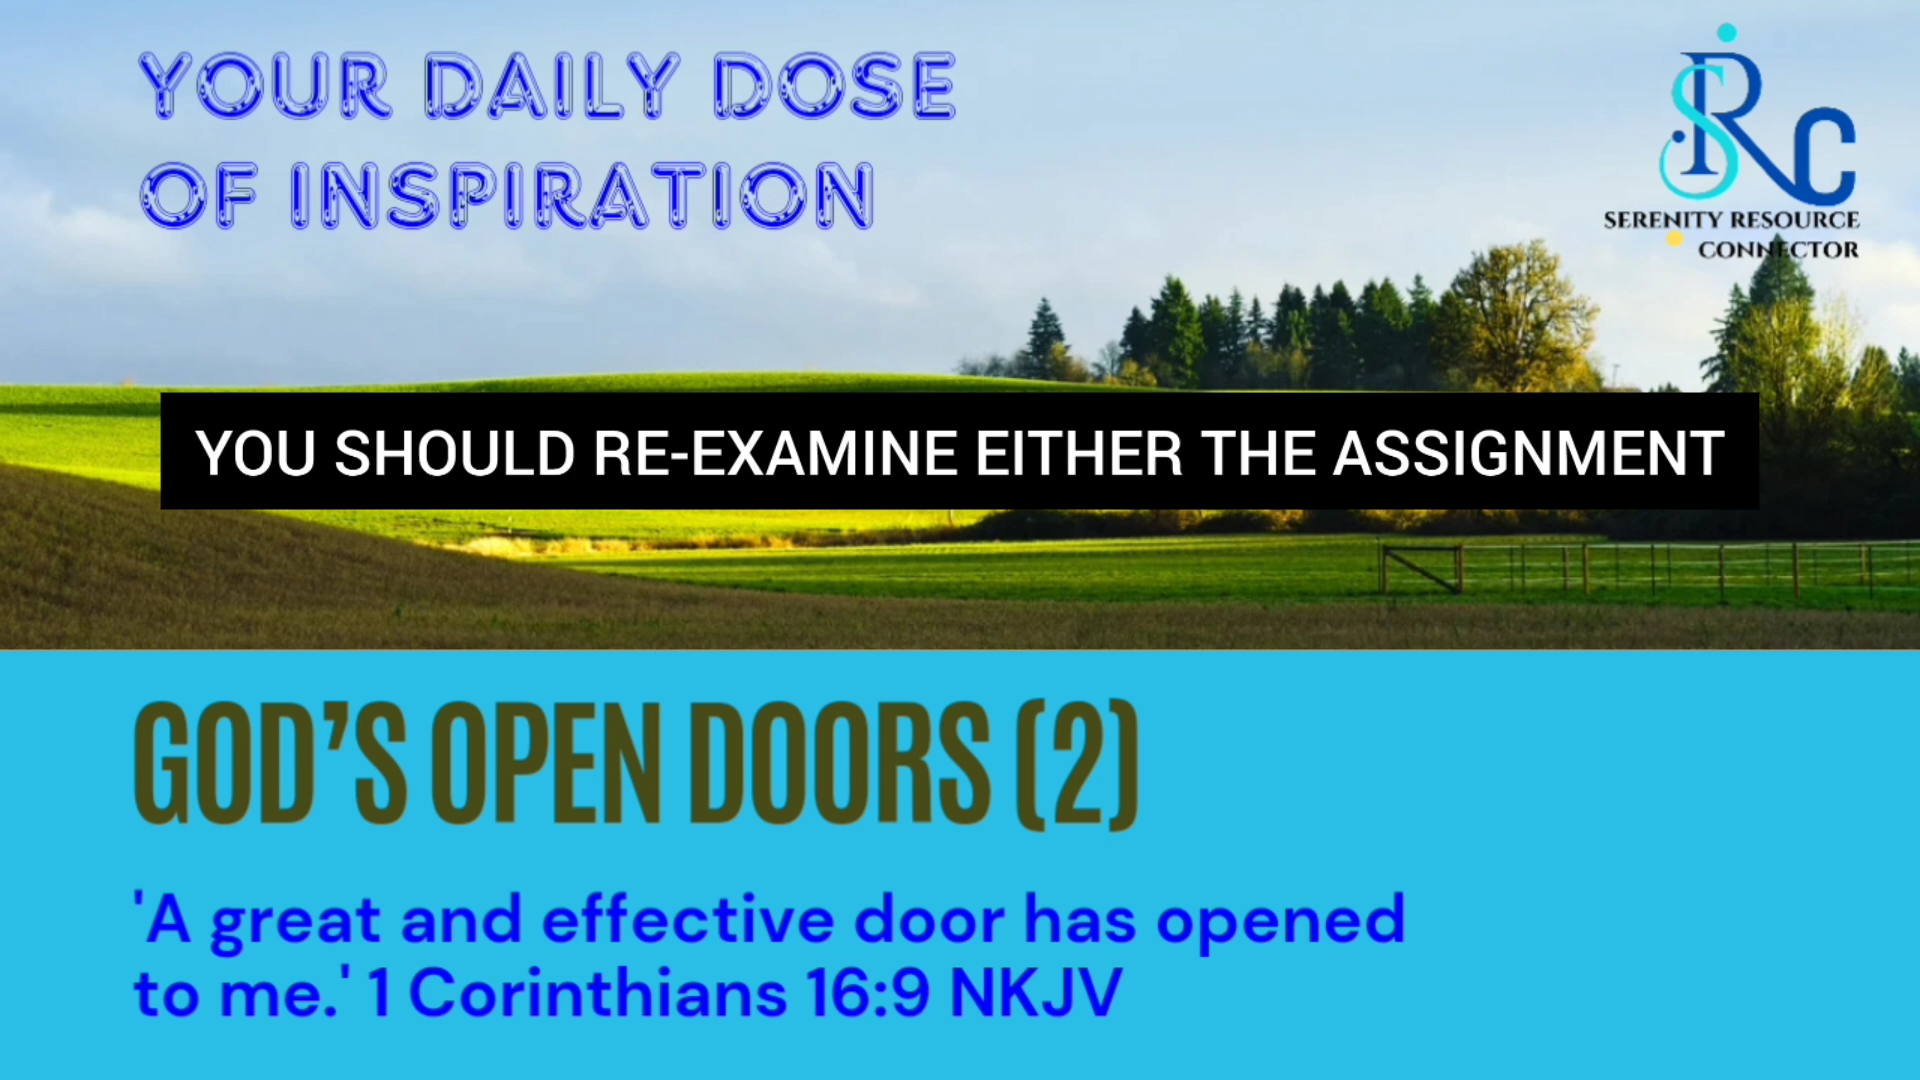 YOUR DAILY DOSE
OF INSPIRATION
SRC
SERENITY RESOURCE
CONNECTOR
YOU SHOULD RE-EXAMINE EITHER THE ASSIGNMENT
GOD’S OPEN DOORS (2)
'A great and effective door has opened
to me.' 1 Corinthians 16:9 NKJV